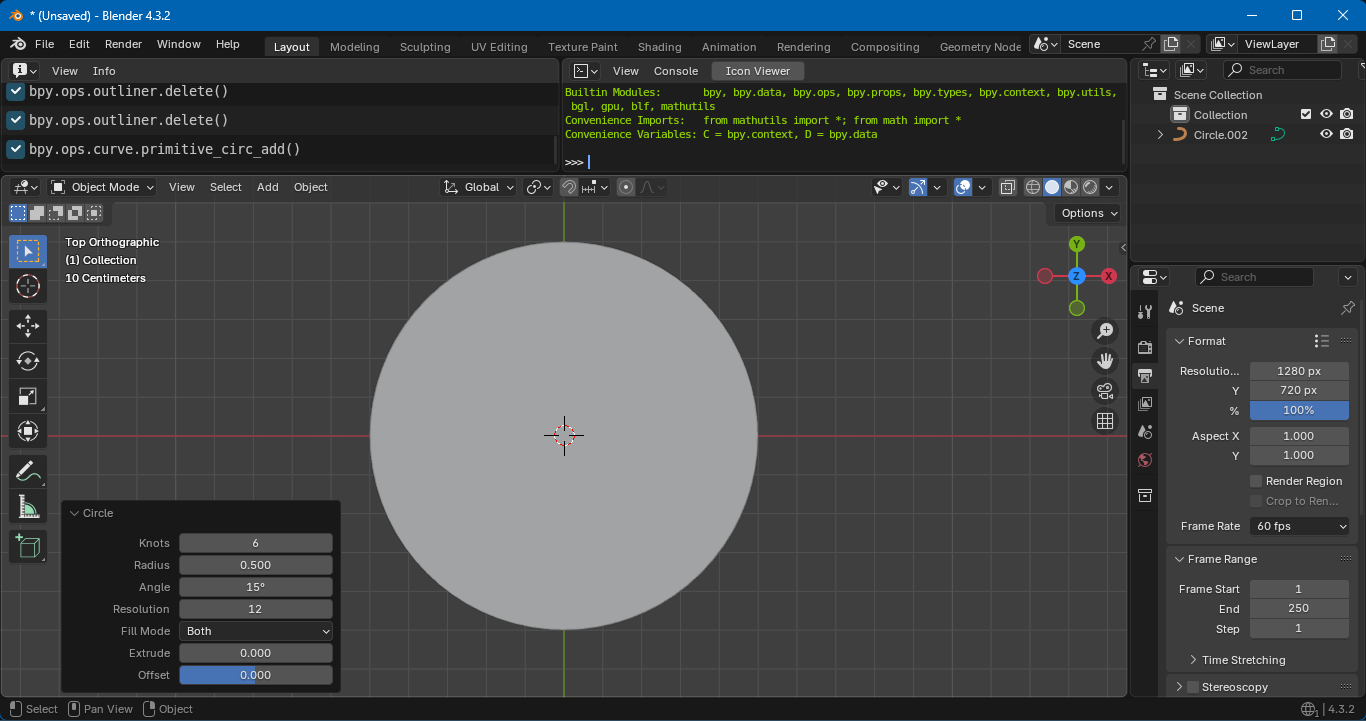 * (Unsaved) - Blender 4.3.2
File Edit Render Window Help Layout Modeling Sculpting UV Editing Texture Paint Shading Animation Rendering Compositing Geometry Node Scene ViewLayer
View Info
View Console Icon Viewer
Search
bpy.ops.outliner.delete()
bpy.ops.outliner.delete()
bpy.ops.curve.primitive_circ_add()
Builtin Modules: bpy, bpy.data, bpy.ops, bpy.props, bpy.types, bpy.context, bpy.utils,
bgl, gpu, blf, mathutils
Convenience Imports: from mathutils import *; from math import *
Convenience Variables: C = bpy.context, D = bpy.data
>>>
Scene Collection
Collection
Circle.002
Object Mode View Select Add Object Global
Options
Top Orthographic
(1) Collection
10 Centimeters
Y
Z X
Circle
Knots 6
Radius 0.500
Angle 15°
Resolution 12
Fill Mode Both
Extrude 0.000
Offset 0.000
Search
Scene
Format
Resolutio... 1280 px
Y 720 px
% 100%
Aspect X 1.000
Y 1.000
Render Region
Crop to Ren...
Frame Rate 60 fps
Frame Range
Frame Start 1
End 250
Step 1
Time Stretching
Stereoscopy
Select Pan View Object
1 | 4.3.2